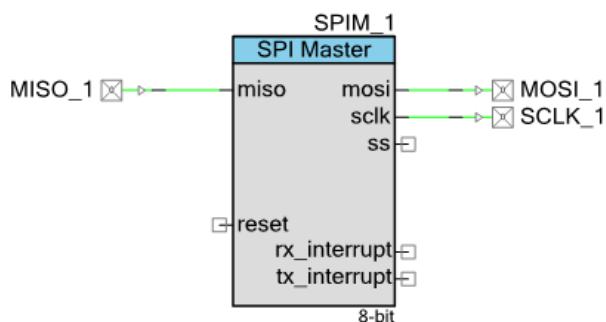 SPIM_1
SPI Master
MISO_1 miso mosi MOSI_1
sclk SCLK_1
ss
reset
rx_interrupt
tx_interrupt
8-bit